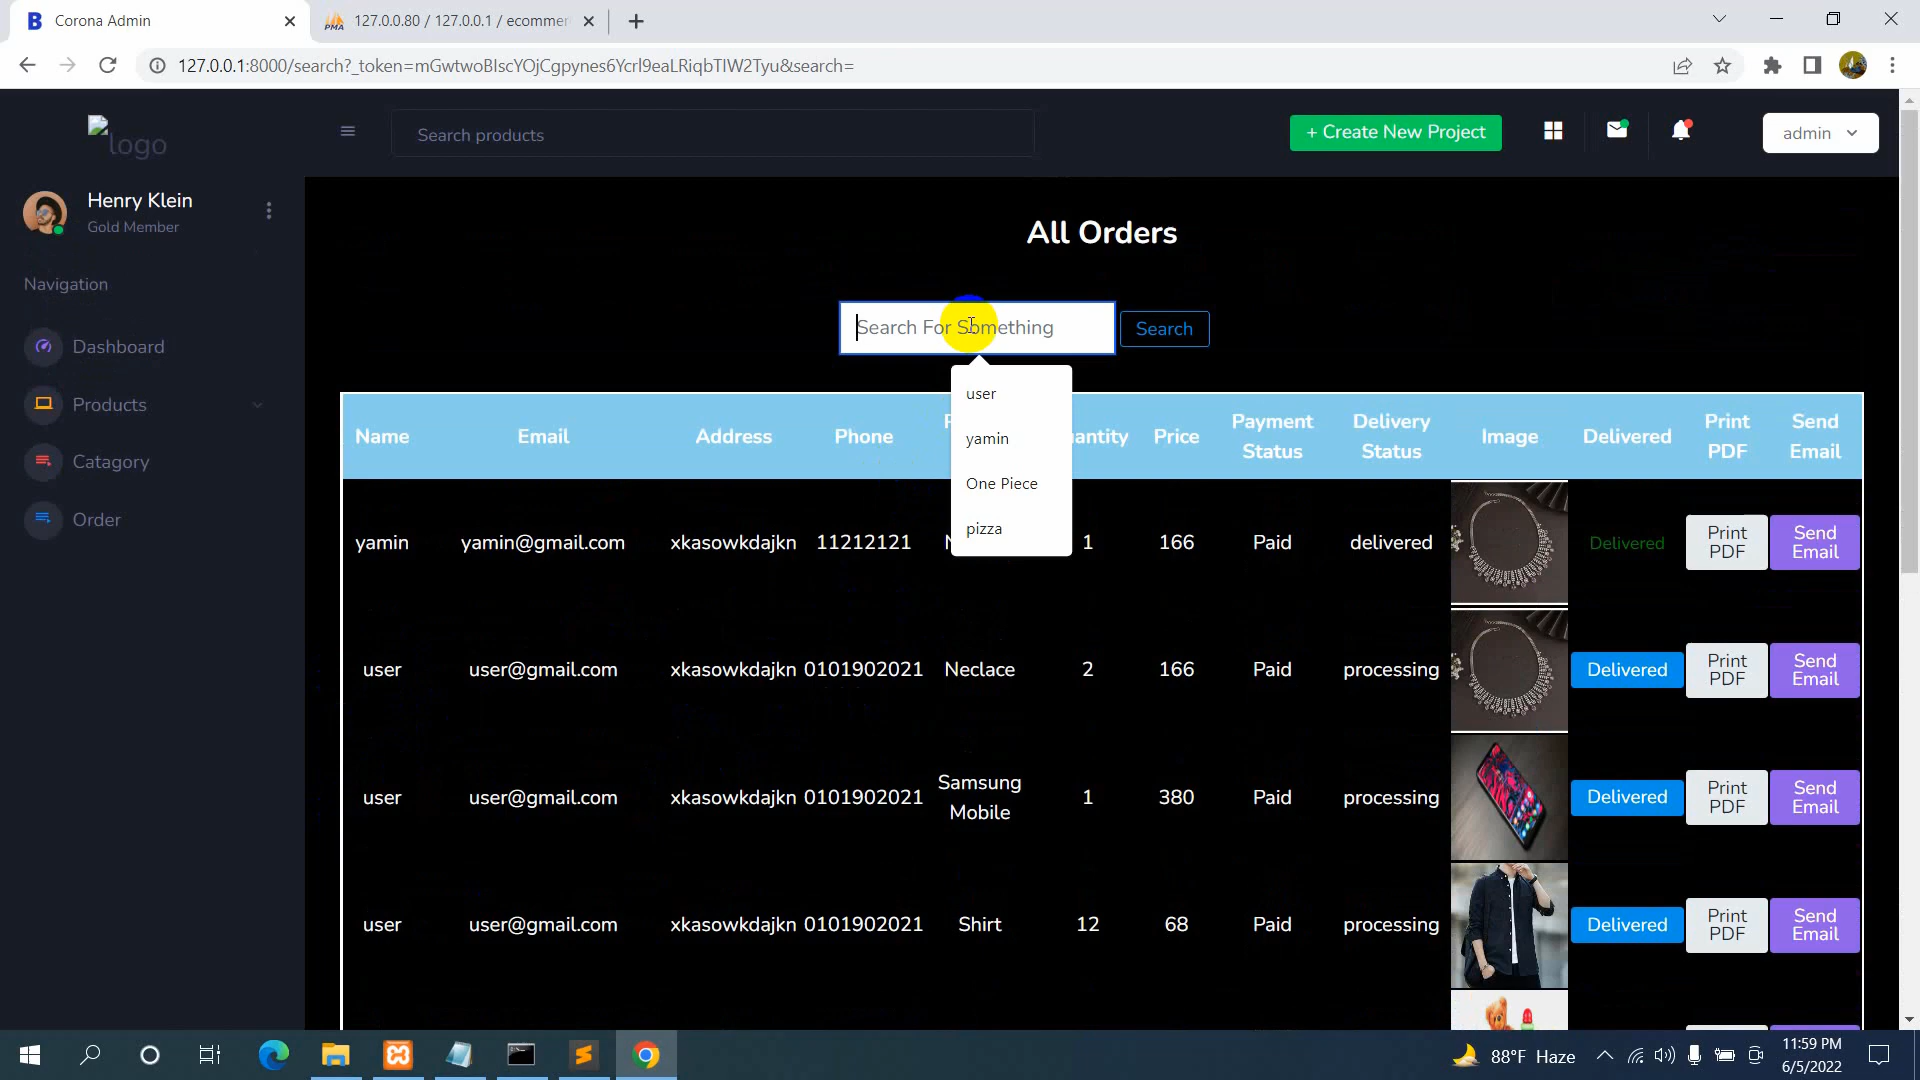 Corona Admin
PMA 127.0.0.80 / 127.0.0.1 / ecommer
127.0.0.1:8000/search?_token=mGwtwoBIscYOjCgpynes6Ycrl9eaLRiqbTIW2Tyu&search=
logo
Search products
+ Create New Project
admin
Henry Klein
Gold Member
Navigation
Dashboard
Products
Catagory
Order
All Orders
Search For Something
Search
user
yamin
One Piece
pizza
Name Email Address Phone P antity Price Payment Status Delivery Status Image Delivered Print PDF Send Email
yamin yamin@gmail.com xkasowkdajkn 11212121 N 1 166 Paid delivered Delivered Print PDF Send Email
user user@gmail.com xkasowkdajkn 0101902021 Neclace 2 166 Paid processing Delivered Print PDF Send Email
user user@gmail.com xkasowkdajkn 0101902021 Samsung Mobile 1 380 Paid processing Delivered Print PDF Send Email
user user@gmail.com xkasowkdajkn 0101902021 Shirt 12 68 Paid processing Delivered Print PDF Send Email
88°F Haze
11:59 PM
6/5/2022